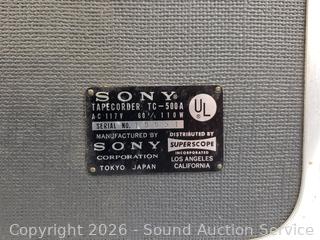 SONY®
TAPECORDER TC-500A
AC 117V 60~ 110W
UL
SERIAL NO.
MANUFACTURED BY
SONY
CORPORATION
TOKYO JAPAN
DISTRIBUTED BY
SUPERSCOPE
INCORPORATED
LOS ANGELES
CALIFORNIA
Copyright 2026 - Sound Auction Service